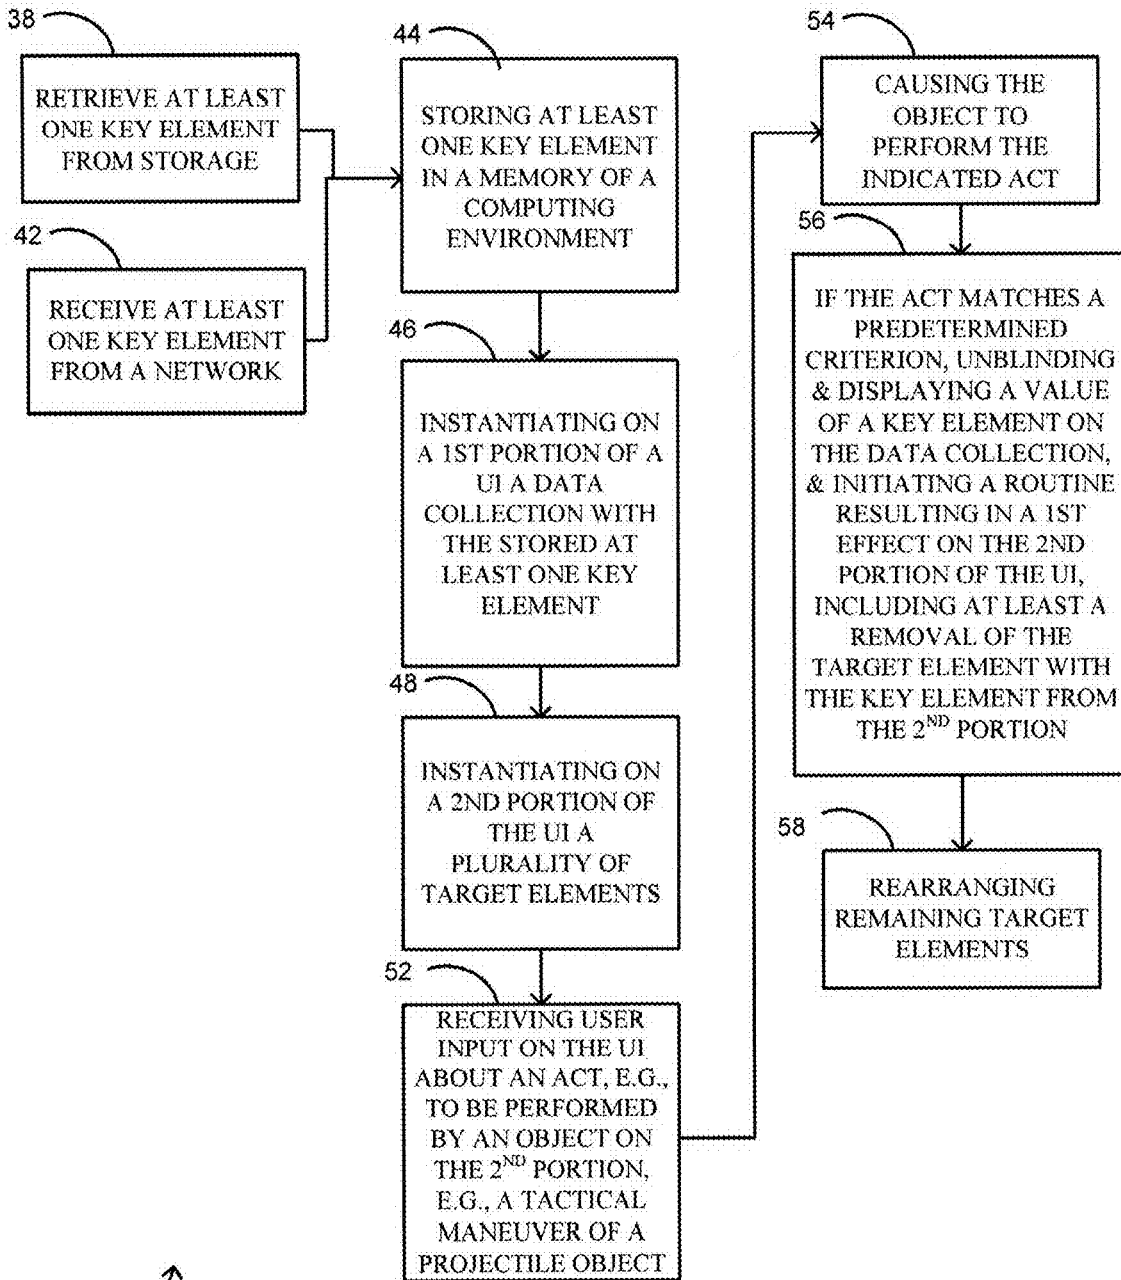 38
RETRIEVE AT LEAST
ONE KEY ELEMENT
FROM STORAGE
42
RECEIVE AT LEAST
ONE KEY ELEMENT
FROM A NETWORK
44
STORING AT LEAST
ONE KEY ELEMENT
IN A MEMORY OF A
COMPUTING
ENVIRONMENT
46
INSTANTIATING ON
A 1ST PORTION OF A
UI A DATA
COLLECTION WITH
THE STORED AT
LEAST ONE KEY
ELEMENT
48
INSTANTIATING ON
A 2ND PORTION OF
THE UI A
PLURALITY OF
TARGET ELEMENTS
52
RECEIVING USER
INPUT ON THE UI
ABOUT AN ACT, E.G.,
TO BE PERFORMED
BY AN OBJECT ON
THE 2ND PORTION,
E.G., A TACTICAL
MANEUVER OF A
PROJECTILE OBJECT
54
CAUSING THE
OBJECT TO
PERFORM THE
INDICATED ACT
56
IF THE ACT MATCHES A
PREDETERMINED
CRITERION, UNBLINDING
& DISPLAYING A VALUE
OF A KEY ELEMENT ON
THE DATA COLLECTION,
& INITIATING A ROUTINE
RESULTING IN A 1ST
EFFECT ON THE 2ND
PORTION OF THE UI,
INCLUDING AT LEAST A
REMOVAL OF THE
TARGET ELEMENT WITH
THE KEY ELEMENT FROM
THE 2ND PORTION
58
REARRANGING
REMAINING TARGET
ELEMENTS